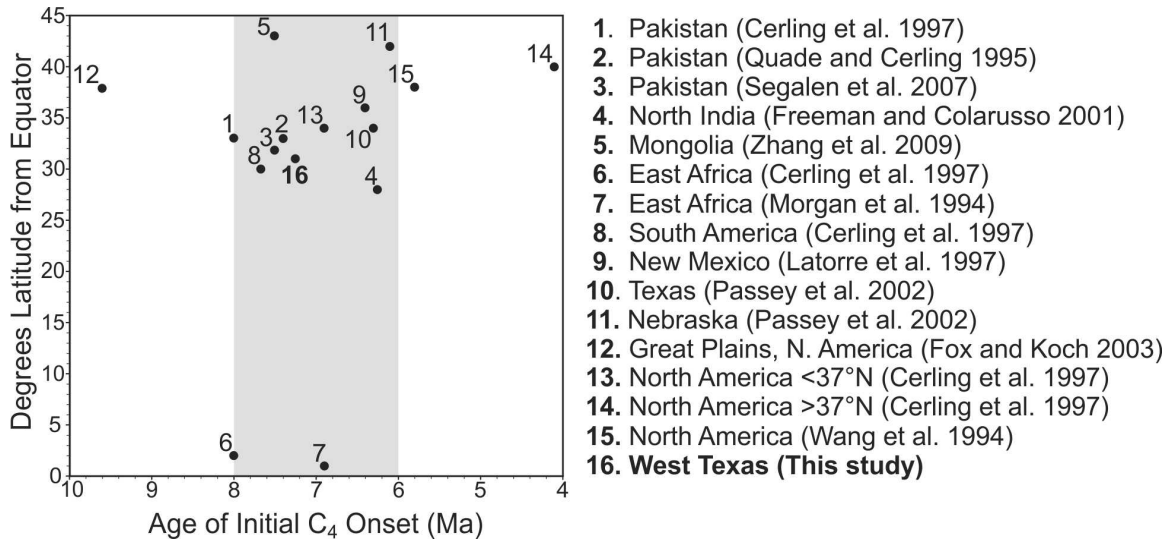 45
40
35
30
25
20
15
10
5
0
Degrees Latitude from Equator
10 9 8 7 6 5 4
Age of Initial C₄ Onset (Ma)
5
11
14
12
15
9
13
1
2
3
10
8
16
4
6
7
1. Pakistan (Cerling et al. 1997)
2. Pakistan (Quade and Cerling 1995)
3. Pakistan (Segalen et al. 2007)
4. North India (Freeman and Colarusso 2001)
5. Mongolia (Zhang et al. 2009)
6. East Africa (Cerling et al. 1997)
7. East Africa (Morgan et al. 1994)
8. South America (Cerling et al. 1997)
9. New Mexico (Latorre et al. 1997)
10. Texas (Passey et al. 2002)
11. Nebraska (Passey et al. 2002)
12. Great Plains, N. America (Fox and Koch 2003)
13. North America <37°N (Cerling et al. 1997)
14. North America >37°N (Cerling et al. 1997)
15. North America (Wang et al. 1994)
16. West Texas (This study)